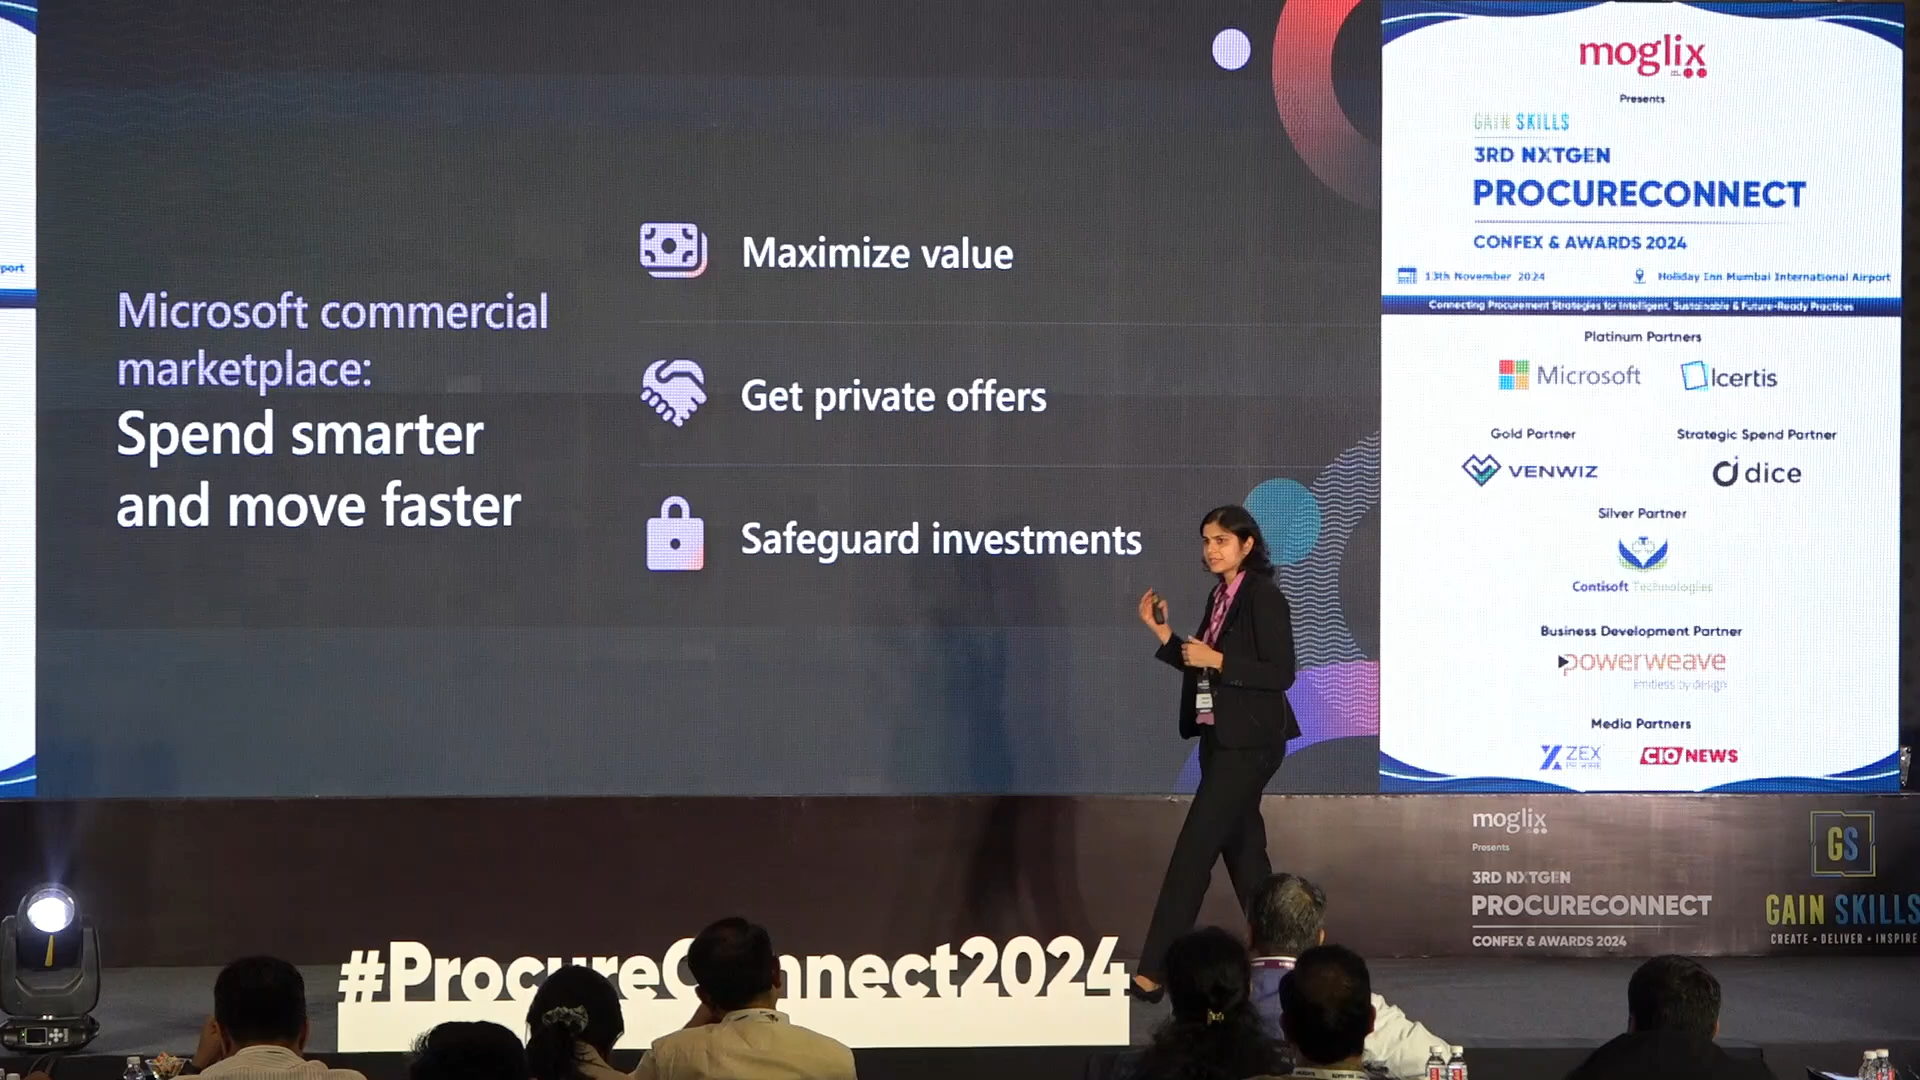 port
Microsoft commercial
marketplace:
Spend smarter
and move faster
Maximize value
Get private offers
Safeguard investments
moglix
Presents
GAIN SKILLS
3RD NXTGEN
PROCURECONNECT
CONFEX & AWARDS 2024
13th November 2024
Holiday Inn Mumbai International Airport
Connecting Procurement Strategies for Intelligent, Sustainable & Future-Ready Practices
Platinum Partners
Microsoft
Icertis
Gold Partner
Strategic Spend Partner
VENWIZ
dice
Silver Partner
Contisoft Technologies
Business Development Partner
powerweave
limitless by design
Media Partners
ZEX
CIO NEWS
moglix
Presents
3RD NXTGEN
PROCURECONNECT
CONFEX & AWARDS 2024
GS
GAIN SKILLS
CREATE • DELIVER • INSPIRE
#ProcureConnect2024